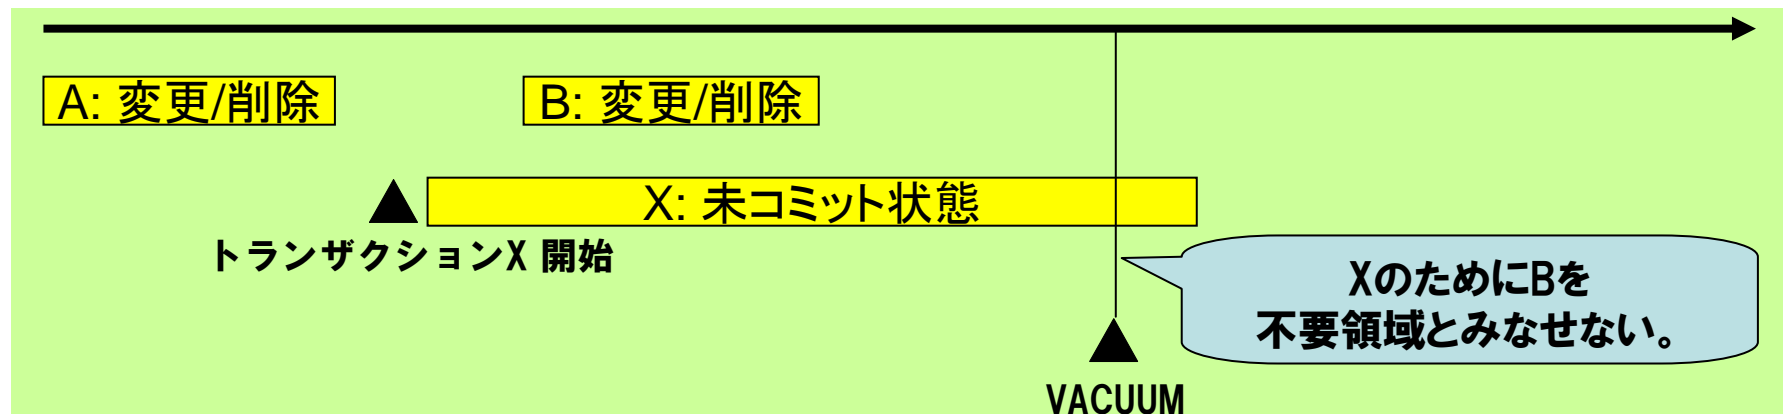 A: 変更/削除
B: 変更/削除
X: 未コミット状態
トランザクションX 開始
XのためにBを
不要領域とみなせない。
VACUUM